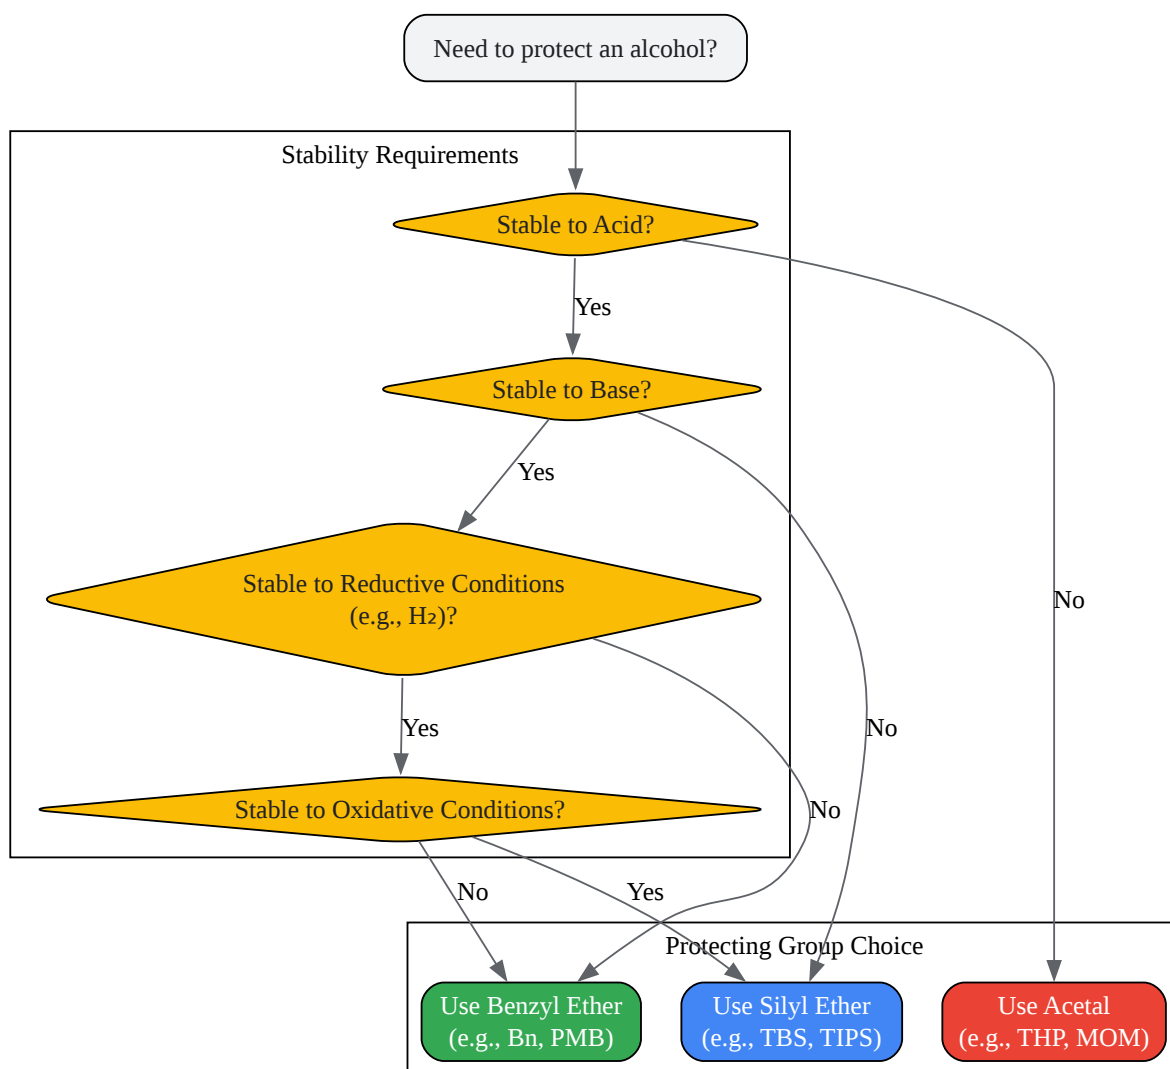 Need to protect an alcohol?
Stability Requirements
Stable to Acid?
Yes
Stable to Base?
Yes
Stable to Reductive Conditions
(e.g., H₂)?
No
Yes
No
Stable to Oxidative Conditions?
No
No
Yes
Protecting Group Choice
Use Benzyl Ether
(e.g., Bn, PMB)
Use Silyl Ether
(e.g., TBS, TIPS)
Use Acetal
(e.g., THP, MOM)